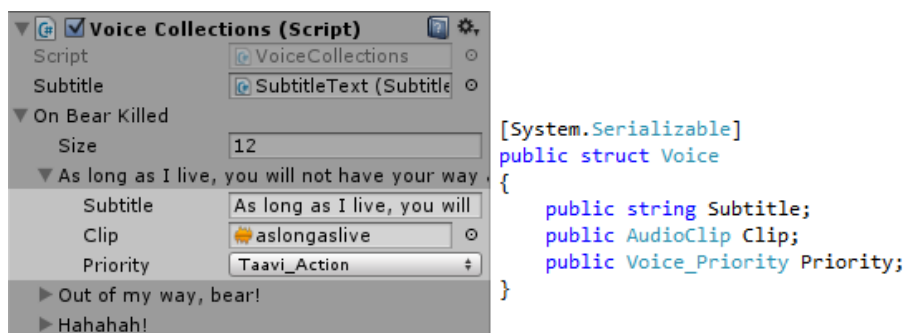 Voice Collections (Script)
Script VoiceCollections
Subtitle SubtitleText (Subtitle
On Bear Killed
Size 12
As long as I live, you will not have your way
Subtitle As long as I live, you will
Clip aslongaslive
Priority Taavi_Action
Out of my way, bear!
Hahahah!
[System.Serializable]
public struct Voice
{
public string Subtitle;
public AudioClip Clip;
public Voice_Priority Priority;
}